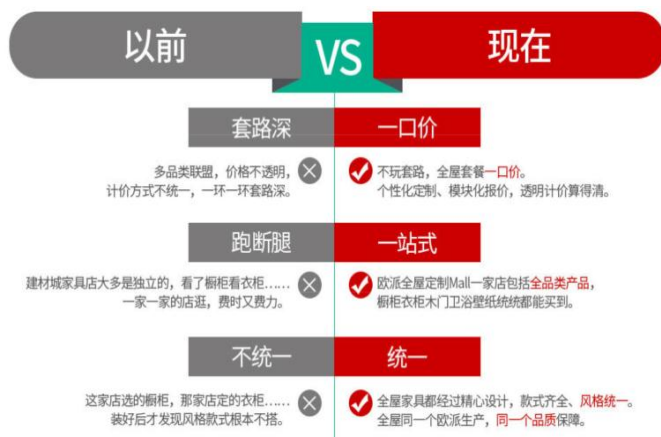 以前
VS
现在
套路深
一口价
多品类联盟，价格不透明，
计价方式不统一，一环一环套路深。
不玩套路，全屋套餐一口价。
个性化定制、模块化报价，透明计价算得清。
跑断腿
一站式
建材城家具店大多是独立的，看了橱柜看衣柜……
一家一家的店逛，费时又费力。
欧派全屋定制Mall一家店包括全品类产品，
橱柜衣柜木门卫浴壁纸统统都能买到。
不统一
统一
这家店选的橱柜，那家店定的衣柜……
装好后才发现风格款式根本不搭。
全屋家具都经过精心设计，款式齐全、风格统一。
全屋同一个欧派生产，同一个品质保障。